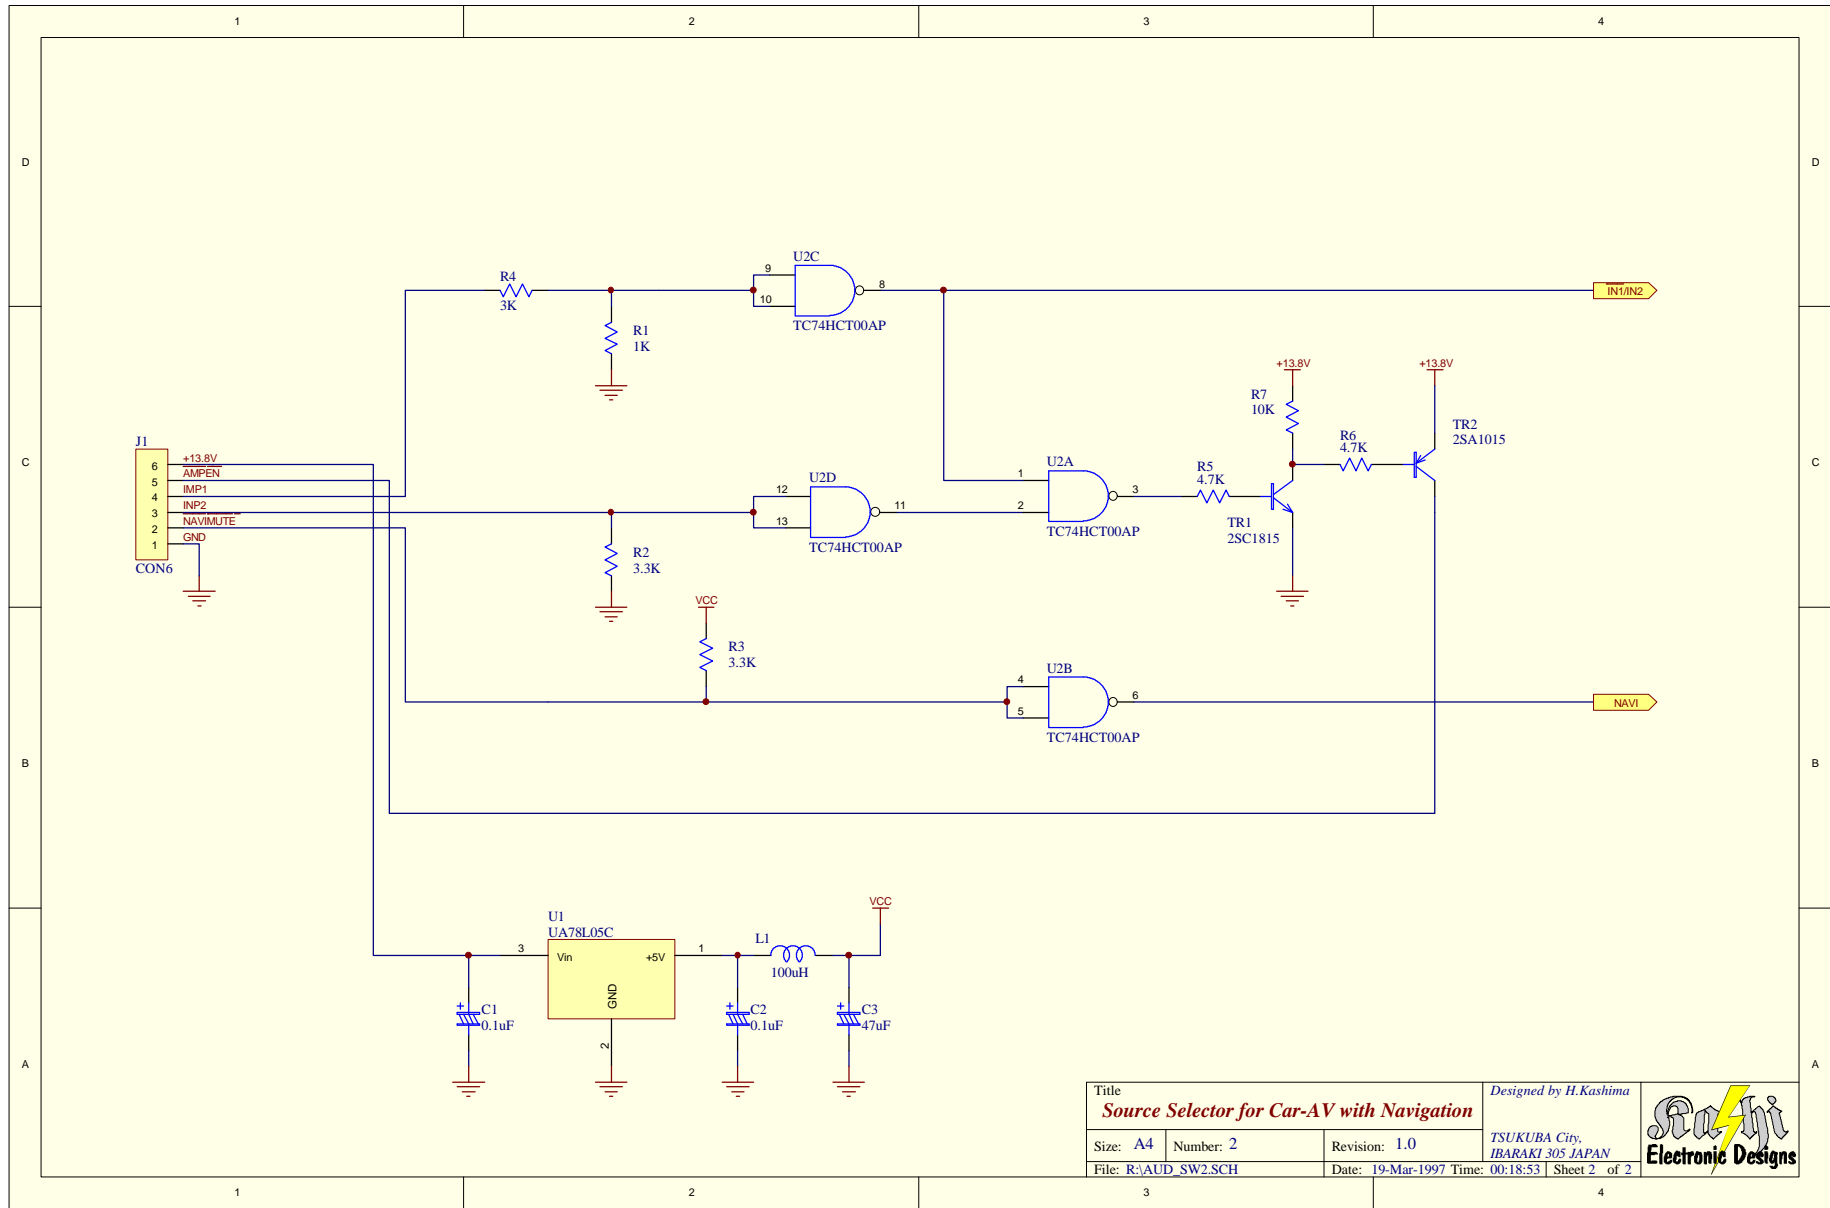 1 2 3 4
D D
U2C
9
10
8
TC74HCT00AP
R4
3K
R1
1K
IN1/IN2
+13.8V
+13.8V
R7
10K
TR2
2SA1015
R6
4.7K
C C
J1
6 +13.8V
5 AMPEN
4 IMP1
3 INP2
2 NAVIMUTE
1 GND
CON6
U2D
12
13
11
TC74HCT00AP
U2A
1
2
3
TC74HCT00AP
R5
4.7K
TR1
2SC1815
R2
3.3K
VCC
R3
3.3K
U2B
4
5
6
TC74HCT00AP
NAVI
B B
U1
UA78L05C
3 Vin +5V 1
GND
2
L1
100uH
VCC
+ C1
0.1uF
+ C2
0.1uF
+ C3
47uF
A A
Title
Source Selector for Car-AV with Navigation
Designed by H.Kashima
Size: A4 Number: 2 Revision: 1.0
TSUKUBA City,
IBARAKI 305 JAPAN
File: R:\AUD_SW2.SCH Date: 19-Mar-1997 Time: 00:18:53 Sheet 2 of 2
Kashi
Electronic Designs
1 2 3 4